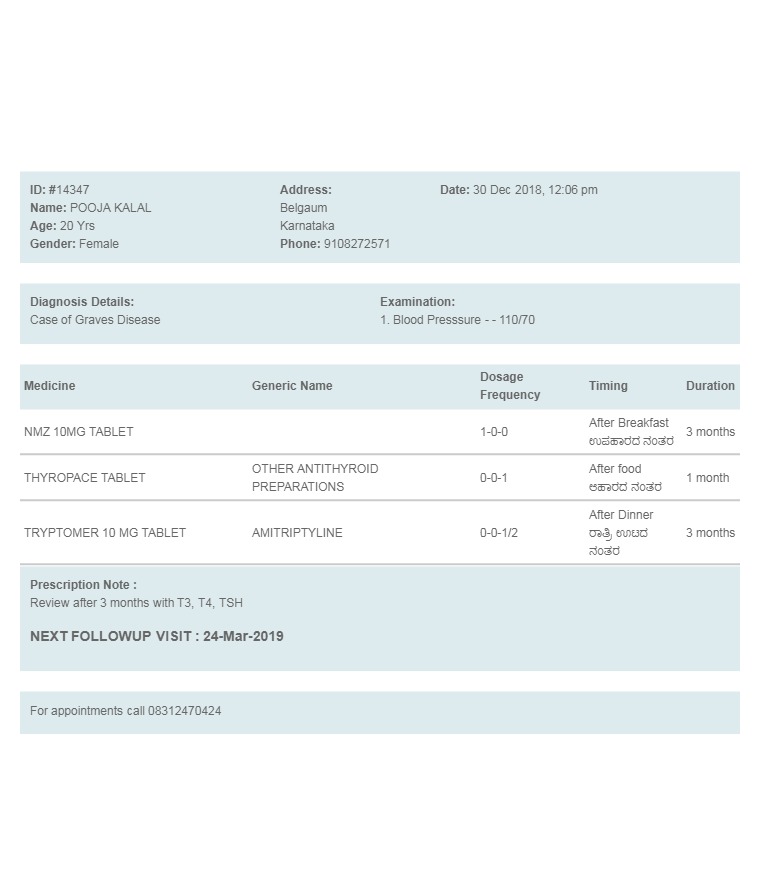 ID: #14347
Name: POOJA KALAL
Age: 20 Yrs
Gender: Female
Address:
Belgaum
Karnataka
Phone: 9108272571
Date: 30 Dec 2018, 12:06 pm
Diagnosis Details:
Case of Graves Disease
Examination:
1. Blood Presssure - - 110/70
Medicine Generic Name Dosage Frequency Timing Duration
NMZ 10MG TABLET 1-0-0 After Breakfast 3 months
ಉಪಹಾರದ ನಂತರ
THYROPACE TABLET OTHER ANTITHYROID PREPARATIONS 0-0-1 After food 1 month
ಆಹಾರದ ನಂತರ
TRYPTOMER 10 MG TABLET AMITRIPTYLINE 0-0-1/2 After Dinner 3 months
ರಾತ್ರಿ ಊಟದ
ನಂತರ
Prescription Note :
Review after 3 months with T3, T4, TSH
NEXT FOLLOWUP VISIT : 24-Mar-2019
For appointments call 08312470424